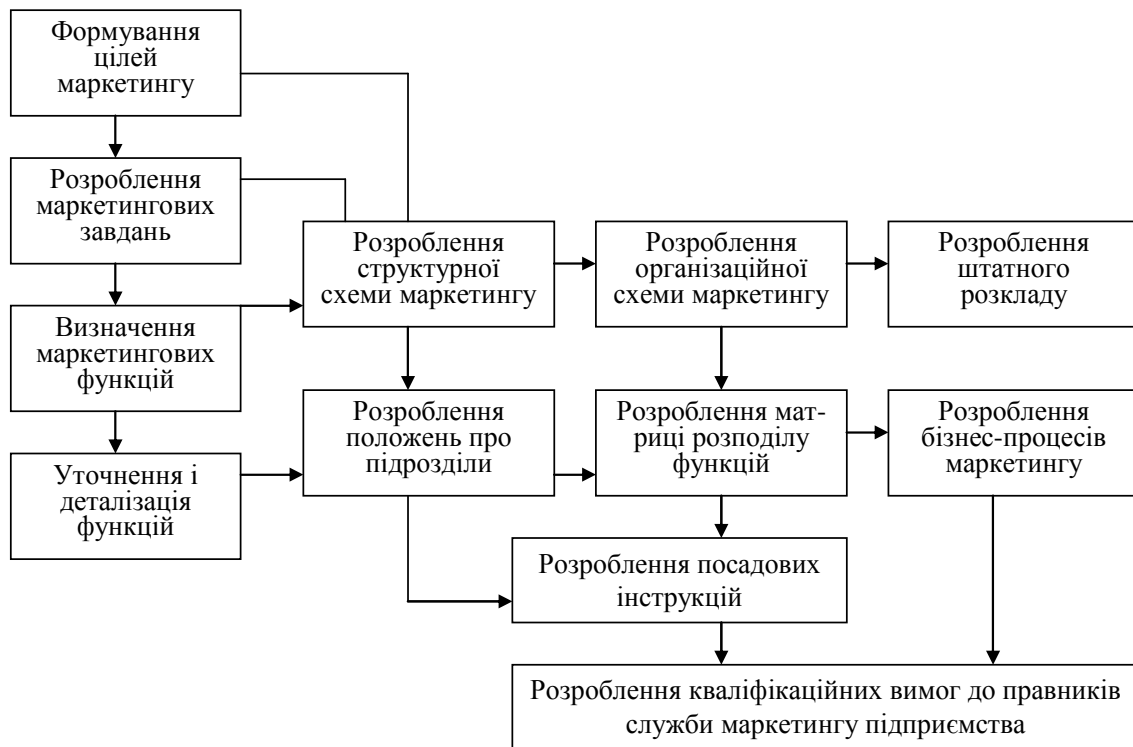 Формування
цілей
маркетингу
Розроблення
маркетингових
завдань
Визначення
маркетингових
функцій
Уточнення і
деталізація
функцій
Розроблення
структурної
схеми маркетингу
Розроблення
організаційної
схеми маркетингу
Розроблення
штатного
розкладу
Розроблення
положень про
підрозділи
Розроблення мат-
риці розподілу
функцій
Розроблення
бізнес-процесів
маркетингу
Розроблення посадових
інструкцій
Розроблення кваліфікаційних вимог до правників
служби маркетингу підприємства